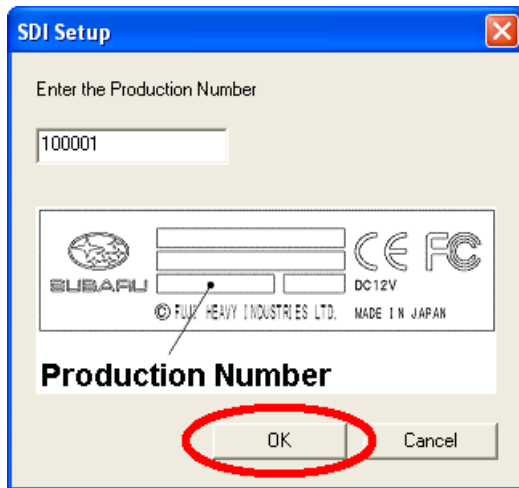 SDI Setup
Enter the Production Number
100001
SUBARU
CE FC
DC12V
© FUJI HEAVY INDUSTRIES LTD. MADE IN JAPAN
Production Number
OK Cancel